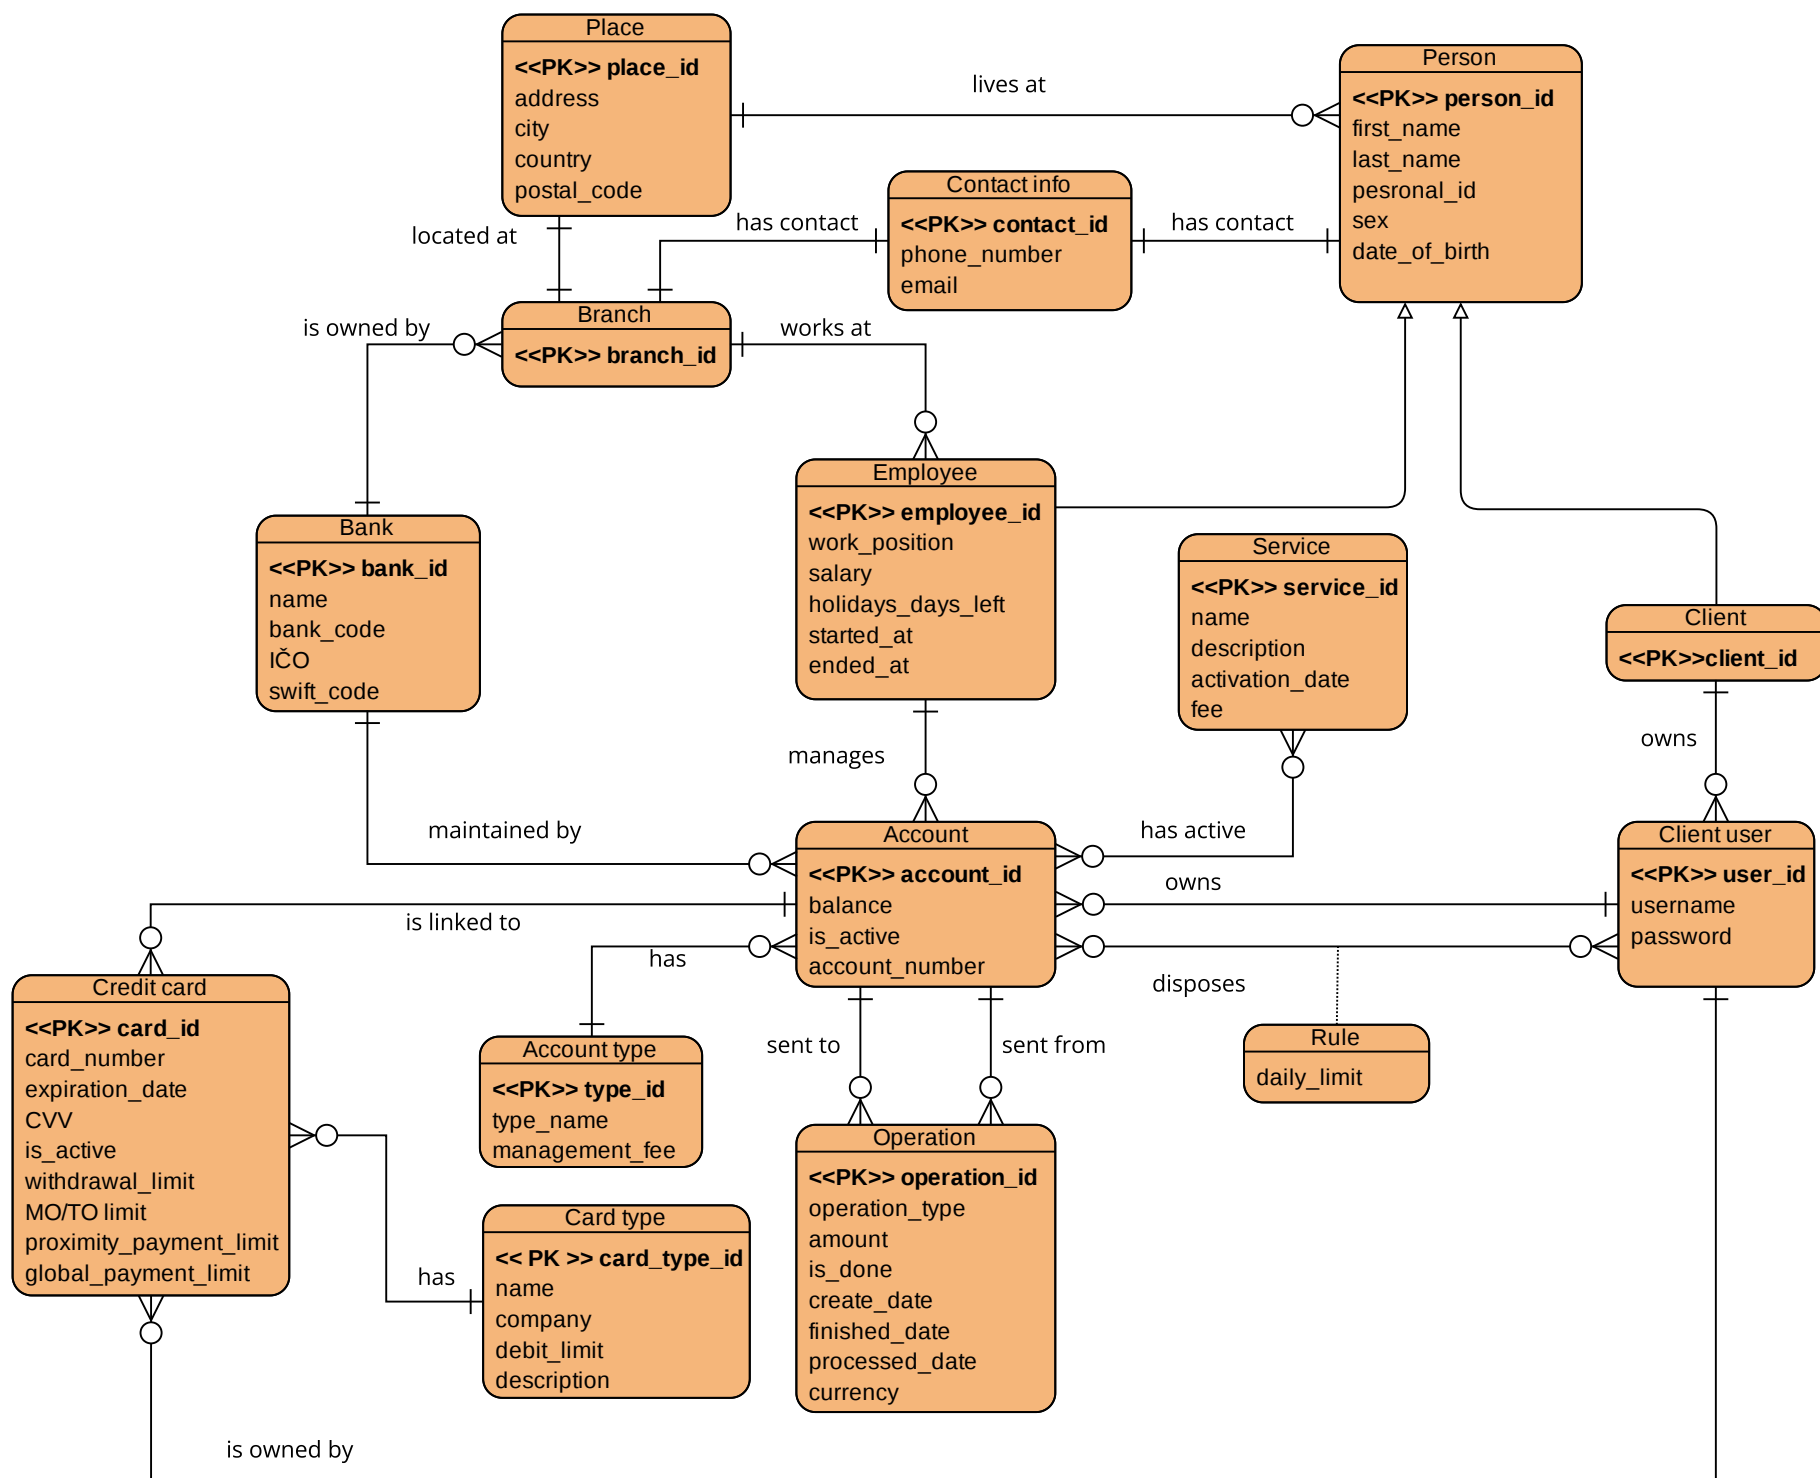 Place
<<PK>> place_id
address
city
country
postal_code
lives at
Person
<<PK>> person_id
first_name
last_name
pesronal_id
sex
date_of_birth
Contact info
<<PK>> contact_id
phone_number
email
located at
has contact
has contact
Branch
<<PK>> branch_id
is owned by
works at
Employee
<<PK>> employee_id
work_position
salary
holidays_days_left
started_at
ended_at
Bank
<<PK>> bank_id
name
bank_code
IČO
swift_code
Service
<<PK>> service_id
name
description
activation_date
fee
Client
<<PK>>client_id
manages
owns
maintained by
has active
Account
<<PK>> account_id
balance
is_active
account_number
owns
Client user
<<PK>> user_id
username
password
is linked to
has
disposes
Credit card
<<PK>> card_id
card_number
expiration_date
CVV
is_active
withdrawal_limit
MO/TO limit
proximity_payment_limit
global_payment_limit
Account type
<<PK>> type_id
type_name
management_fee
sent to
sent from
Rule
daily_limit
Operation
<<PK>> operation_id
operation_type
amount
is_done
create_date
finished_date
processed_date
currency
Card type
<< PK >> card_type_id
name
company
debit_limit
description
has
is owned by